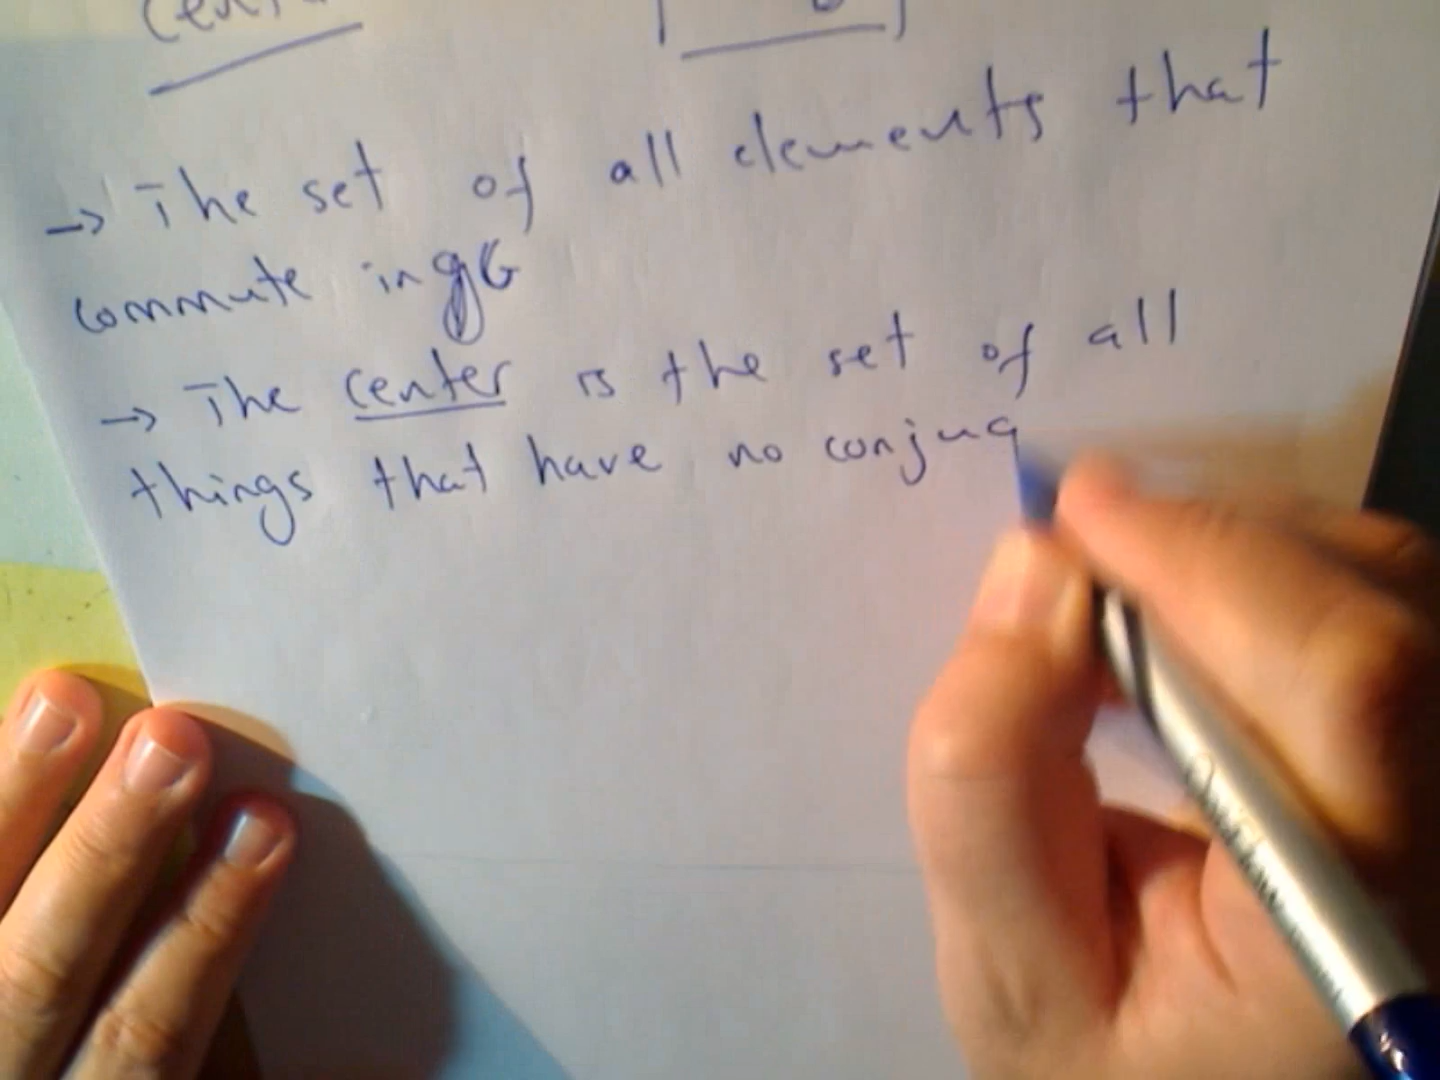 → The set of all elements that
commute in G
→ The center is the set of all
things that have no conjug